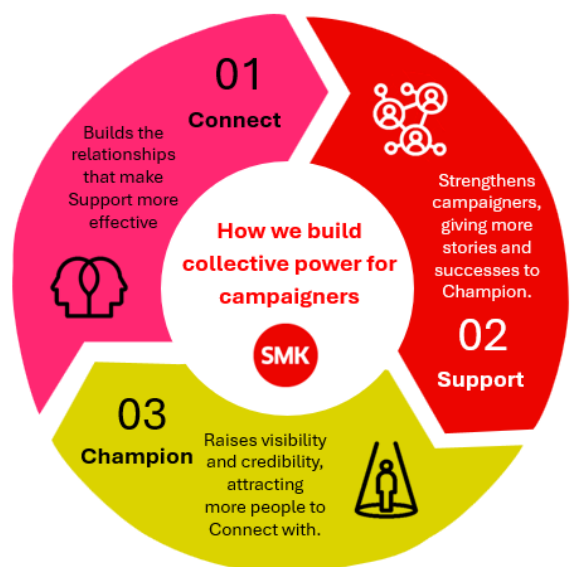 01
Connect
Builds the
relationships
that make
Support more
effective
Strengthens
campaigners,
giving more
stories and
successes to
Champion.
02
Support
How we build
collective power for
campaigners
SMK
03
Champion
Raises visibility
and credibility,
attracting
more people to
Connect with.